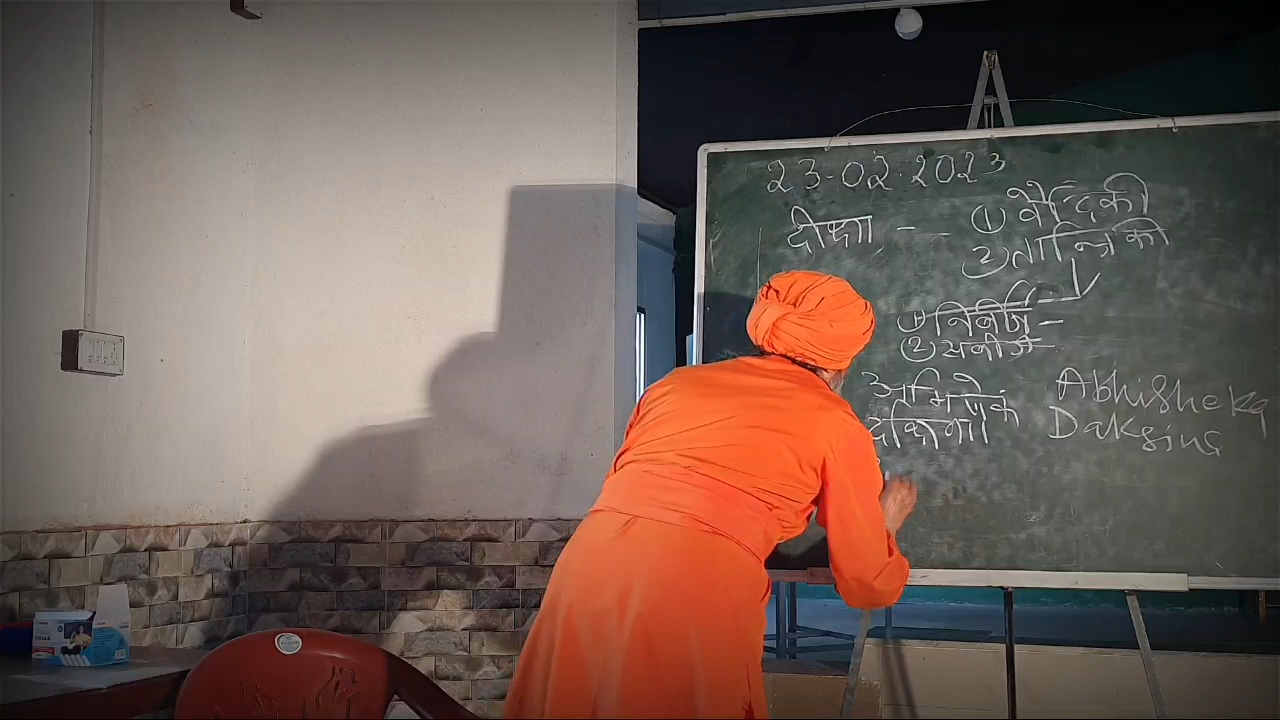 23-02-2023
दीक्षा -- ① वैदिकी
② तान्त्रिकी
① निर्बीज -
② सबीज
अभिषेक Abhisheka
दक्षिणा Daksina